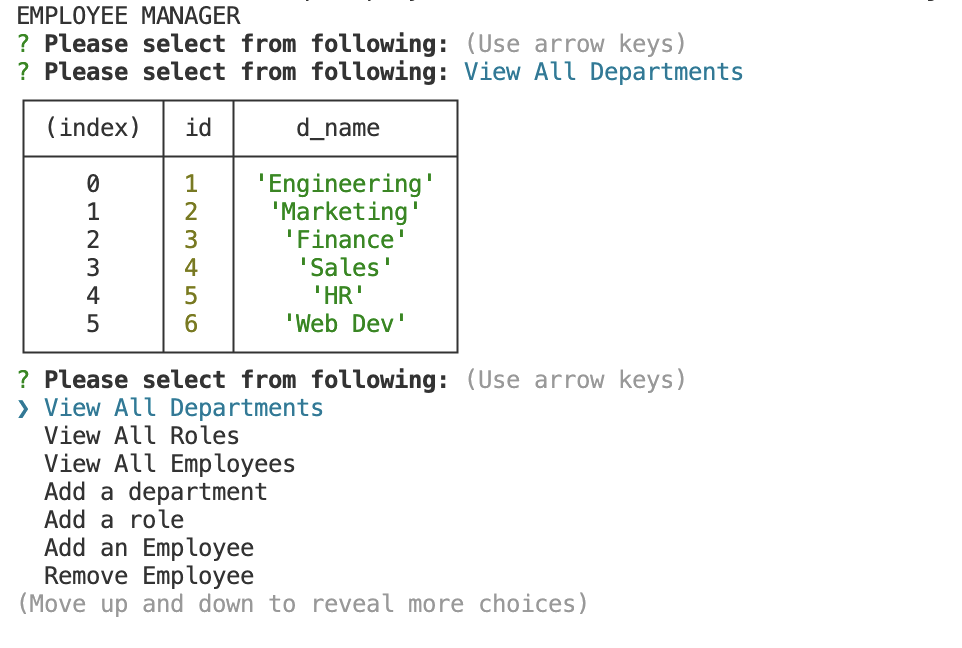 EMPLOYEE MANAGER
? Please select from following: (Use arrow keys)
? Please select from following: View All Departments
(index) id d_name
0 1 'Engineering'
1 2 'Marketing'
2 3 'Finance'
3 4 'Sales'
4 5 'HR'
5 6 'Web Dev'
? Please select from following: (Use arrow keys)
❯ View All Departments
View All Roles
View All Employees
Add a department
Add a role
Add an Employee
Remove Employee
(Move up and down to reveal more choices)